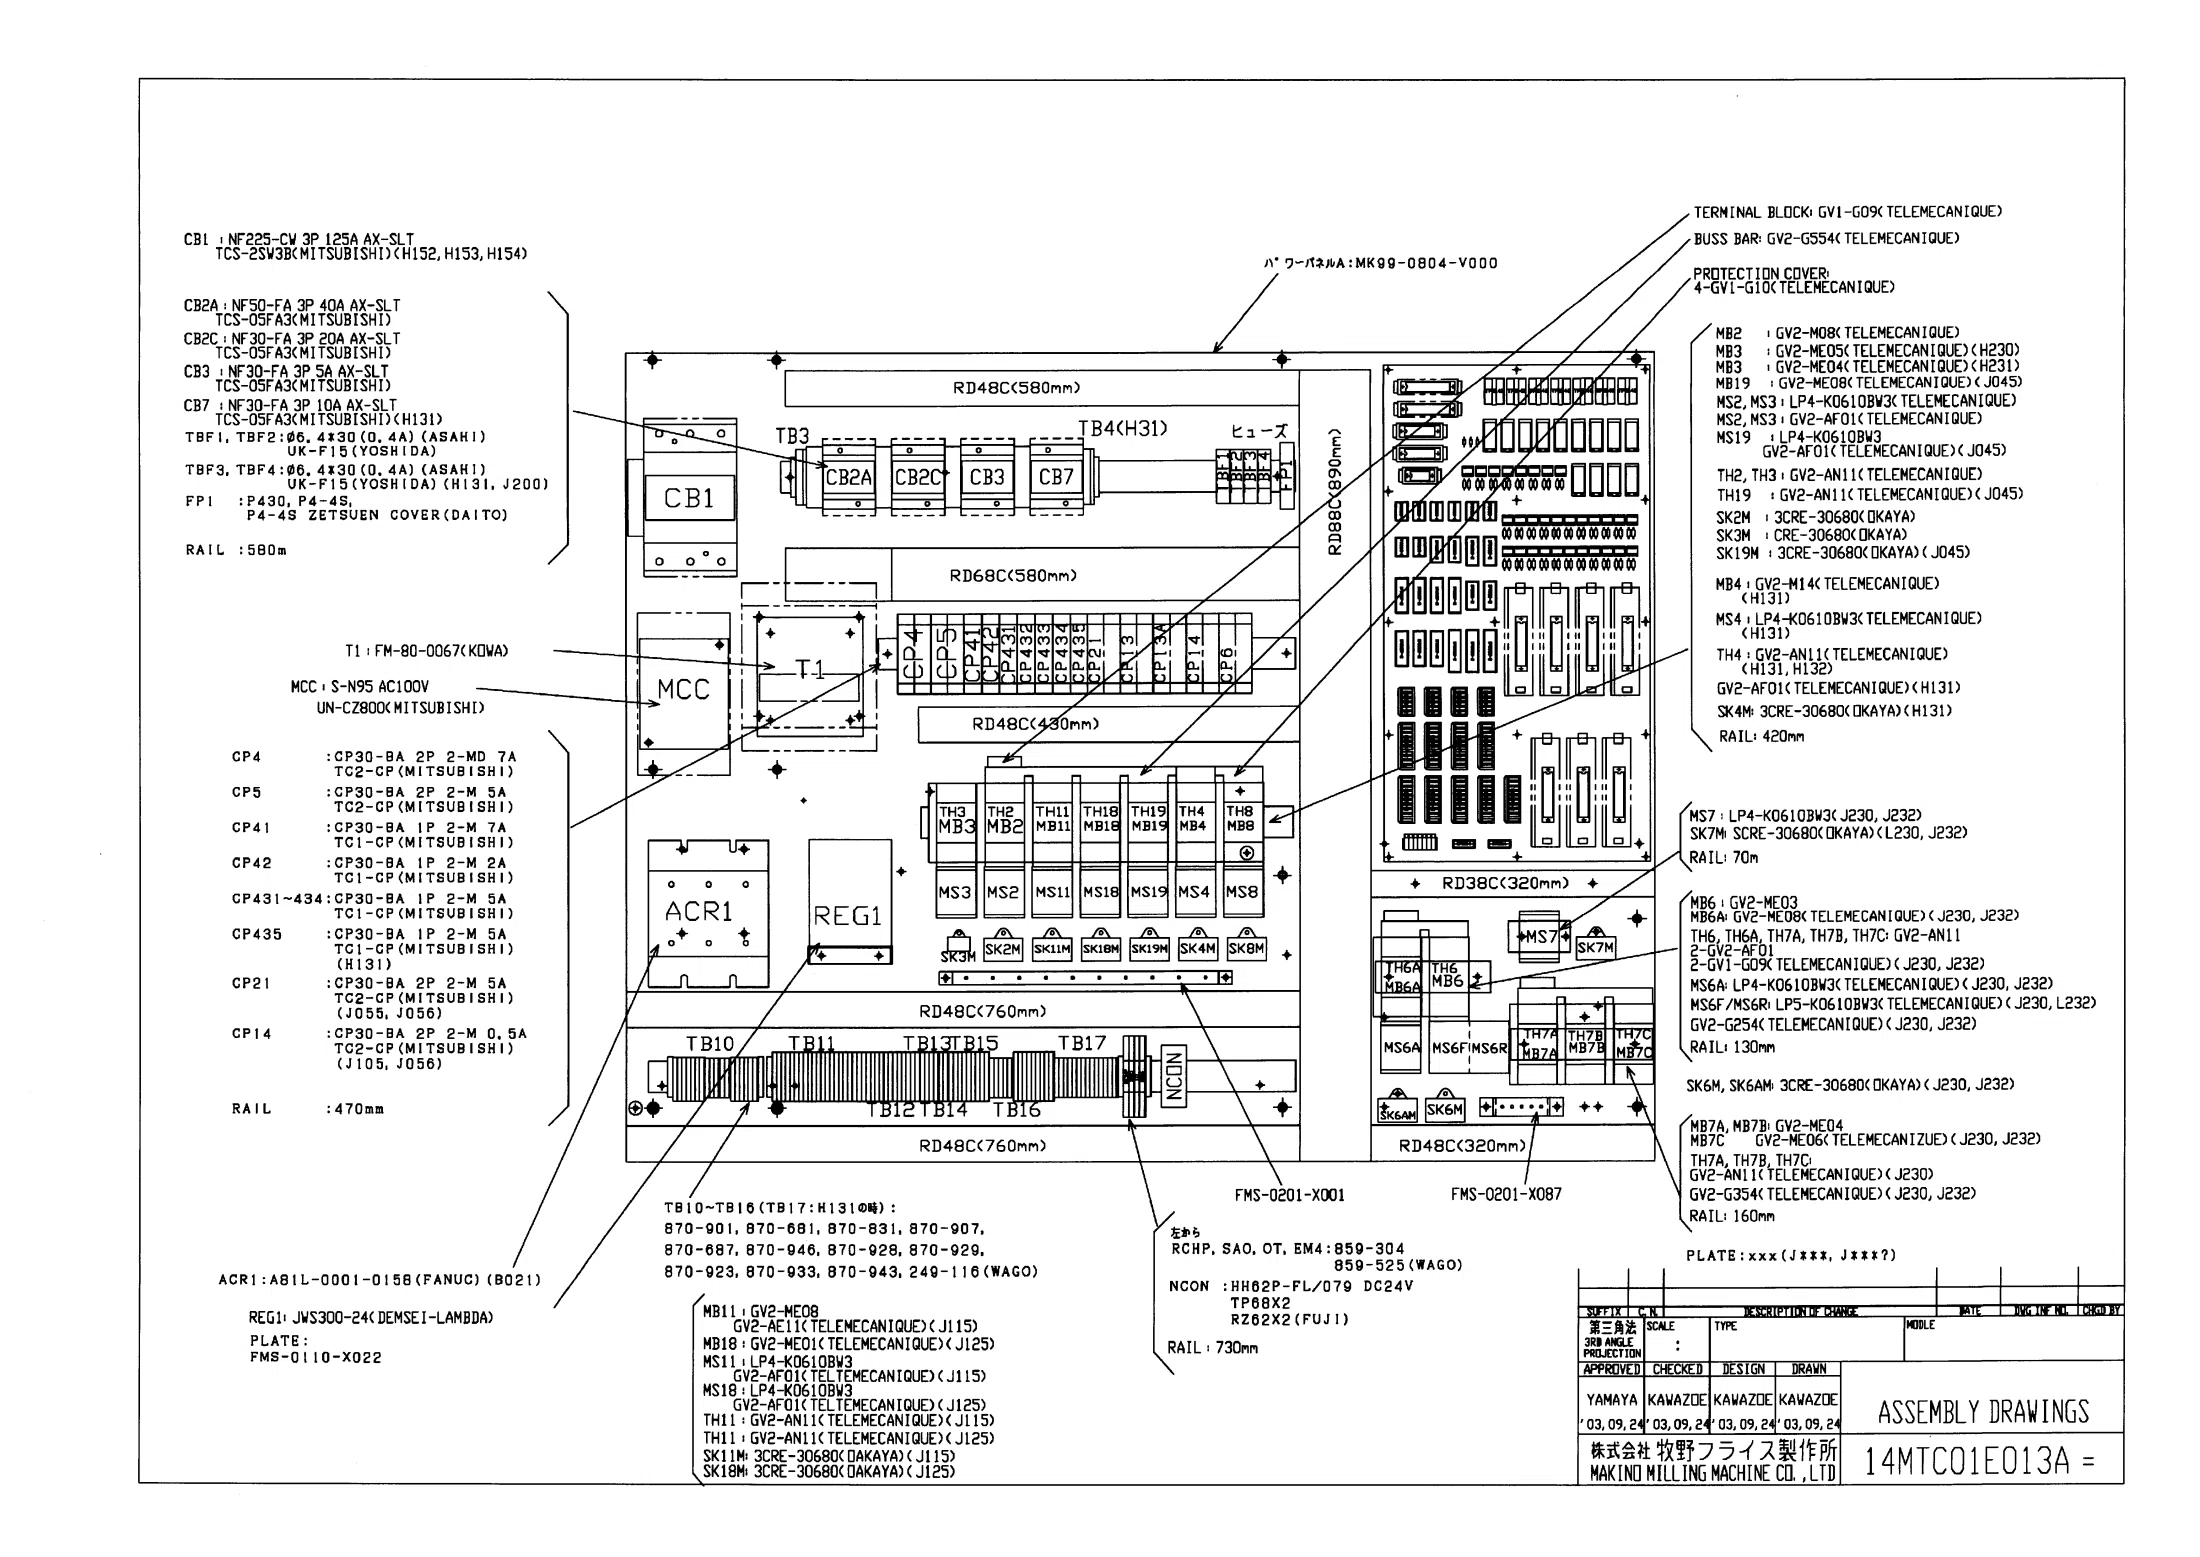 CB1 : NF225-CW 3P 125A AX-SLT
TCS-2SW3B(MITSUBISHI)(H152, H153, H154)
CB2A : NF50-FA 3P 40A AX-SLT
TCS-05FA3(MITSUBISHI)
CB2C : NF30-FA 3P 20A AX-SLT
TCS-05FA3(MITSUBISHI)
CB3 : NF30-FA 3P 5A AX-SLT
TCS-05FA3(MITSUBISHI)
CB7 : NF30-FA 3P 10A AX-SLT
TCS-05FA3(MITSUBISHI)(H131)
TBF1, TBF2:Ø6.4*30(0.4A)(ASAHI)
UK-F15(YOSHIDA)
TBF3, TBF4:Ø6.4*30(0.4A)(ASAHI)
UK-F15(YOSHIDA)(H131, J200)
FP1 :P430, P4-4S,
P4-4S ZETSUEN COVER(DAITO)
RAIL :580m
T1 : FM-80-0067(KOWA)
MCC : S-N95 AC100V
UN-CZ800(MITSUBISHI)
CP4 :CP30-BA 2P 2-MD 7A
TC2-CP(MITSUBISHI)
CP5 :CP30-BA 2P 2-M 5A
TC2-CP(MITSUBISHI)
CP41 :CP30-BA 1P 2-M 7A
TC1-CP(MITSUBISHI)
CP42 :CP30-BA 1P 2-M 2A
TC1-CP(MITSUBISHI)
CP431~434:CP30-BA 1P 2-M 5A
TC1-CP(MITSUBISHI)
CP435 :CP30-BA 1P 2-M 5A
TC1-CP(MITSUBISHI)
(H131)
CP21 :CP30-BA 2P 2-M 5A
TC2-CP(MITSUBISHI)
(J055, J056)
CP14 :CP30-BA 2P 2-M 0.5A
TC2-CP(MITSUBISHI)
(J105, J056)
RAIL :470mm
ACR1:A81L-0001-0158(FANUC)(B021)
REG1: JWS300-24(DEMSEI-LAMBDA)
PLATE:
FMS-0110-X022
パワーパネルA:MK99-0804-V000
RD48C(580mm)
TB3
TB4(H31)
ヒューズ
CB1
CB2A
CB2C
CB3
CB7
TBF1
TBF2
TBF3
TBF4
FP1
RD88C(890mm)
RD68C(580mm)
MCC
T1
CP4
CP5
CP41
CP42
CP431
CP432
CP433
CP434
CP435
CP21
CP13
CP13A
CP14
CP6
RD48C(430mm)
TH3 TH2 TH11 TH18 TH19 TH4 TH8
MB3 MB2 MB11 MB18 MB19 MB4 MB8
MS3 MS2 MS11 MS18 MS19 MS4 MS8
SK3M SK2M SK11M SK18M SK19M SK4M SK8M
ACR1
REG1
RD48C(760mm)
TB10 TB11 TB13 TB15 TB17
NCON
TB12 TB14 TB16
RD48C(760mm)
RD38C(320mm)
MS7
SK7M
TH6A TH6
MB6A MB6
MS6A MS6F MS6R
TH7A TH7B TH7C
MB7A MB7B MB7C
SK6AM SK6M
RD48C(320mm)
FMS-0201-X001
FMS-0201-X087
TB10~TB16(TB17:H131の時):
870-901, 870-681, 870-831, 870-907,
870-687, 870-946, 870-928, 870-929,
870-923, 870-933, 870-943, 249-116(WAGO)
MB11 : GV2-ME08
GV2-AE11(TELEMECANIQUE)(J115)
MB18 : GV2-ME01(TELEMECANIQUE)(J125)
MS11 : LP4-K0610BW3
GV2-AF01(TELTEMECANIQUE)(J115)
MS18 : LP4-K0610BW3
GV2-AF01(TELTEMECANIQUE)(J125)
TH11 : GV2-AN11(TELEMECANIQUE)(J115)
TH11 : GV2-AN11(TELEMECANIQUE)(J125)
SK11M: 3CRE-30680(OAKAYA)(J115)
SK18M: 3CRE-30680(OAKAYA)(J125)
左から
RCHP, SAO, OT, EM4:859-304
859-525(WAGO)
NCON :HH62P-FL/079 DC24V
TP68X2
RZ62X2(FUJI)
RAIL : 730mm
TERMINAL BLOCK: GV1-G09(TELEMECANIQUE)
BUSS BAR: GV2-G554(TELEMECANIQUE)
PROTECTION COVER:
4-GV1-G10(TELEMECANIQUE)
MB2 : GV2-M08(TELEMECANIQUE)
MB3 : GV2-ME05(TELEMECANIQUE)(H230)
MB3 : GV2-ME04(TELEMECANIQUE)(H231)
MB19 : GV2-ME08(TELEMECANIQUE)(J045)
MS2, MS3 : LP4-K0610BW3(TELEMECANIQUE)
MS2, MS3 : GV2-AF01(TELEMECANIQUE)
MS19 : LP4-K0610BW3
GV2-AF01(TELEMECANIQUE)(J045)
TH2, TH3 : GV2-AN11(TELEMECANIQUE)
TH19 : GV2-AN11(TELEMECANIQUE)(J045)
SK2M : 3CRE-30680(OKAYA)
SK3M : CRE-30680(OKAYA)
SK19M : 3CRE-30680(OKAYA)(J045)
MB4 : GV2-M14(TELEMECANIQUE)
(H131)
MS4 : LP4-K0610BW3(TELEMECANIQUE)
(H131)
TH4 : GV2-AN11(TELEMECANIQUE)
(H131, H132)
GV2-AF01(TELEMECANIQUE)(H131)
SK4M: 3CRE-30680(OKAYA)(H131)
RAIL: 420mm
MS7 : LP4-K0610BW3(J230, J232)
SK7M: SCRE-30680(OKAYA)(L230, J232)
RAIL: 70m
MB6 : GV2-ME03
MB6A: GV2-ME08(TELEMECANIQUE)(J230, J232)
TH6, TH6A, TH7A, TH7B, TH7C: GV2-AN11
2-GV2-AF01
2-GV1-G09(TELEMECANIQUE)(J230, J232)
MS6A: LP4-K0610BW3(TELEMECANIQUE)(J230, J232)
MS6F/MS6R: LP5-K0610BW3(TELEMECANIQUE)(J230, L232)
GV2-G254(TELEMECANIQUE)(J230, J232)
RAIL: 130mm
SK6M, SK6AM: 3CRE-30680(OKAYA)(J230, J232)
MB7A, MB7B: GV2-ME04
MB7C GV2-ME06(TELEMECANIZUE)(J230, J232)
TH7A, TH7B, TH7C:
GV2-AN11(TELEMECANIQUE)(J230)
GV2-G354(TELEMECANIQUE)(J230, J232)
RAIL: 160mm
PLATE:xxx(J***, J***?)
SUFFIX C.N. DESCRIPTION OF CHANGE DATE DWG INF NO. CHGD BY
第三角法
3RD ANGLE
PROJECTION
SCALE
:
TYPE
MODLE
APPROVED CHECKED DESIGN DRAWN
YAMAYA KAWAZOE KAWAZOE KAWAZOE
'03,09,24 '03,09,24 '03,09,24 '03,09,24
ASSEMBLY DRAWINGS
株式会社 牧野フライス製作所
MAKINO MILLING MACHINE CO.,LTD
14MTC01E013A =